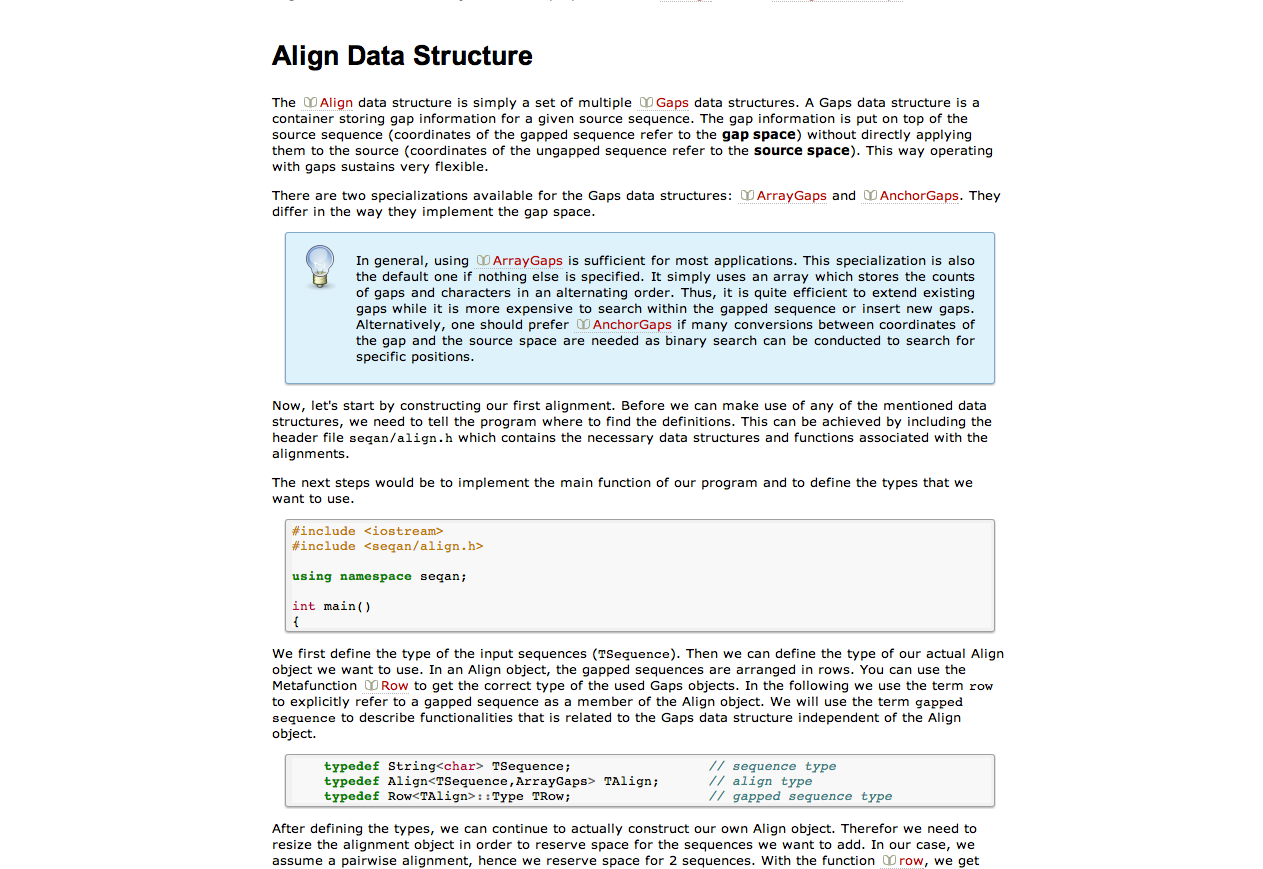 Align Data Structure
The Align data structure is simply a set of multiple Gaps data structures. A Gaps data structure is a
container storing gap information for a given source sequence. The gap information is put on top of the
source sequence (coordinates of the gapped sequence refer to the gap space) without directly applying
them to the source (coordinates of the ungapped sequence refer to the source space). This way operating
with gaps sustains very flexible.
There are two specializations available for the Gaps data structures: ArrayGaps and AnchorGaps. They
differ in the way they implement the gap space.
In general, using ArrayGaps is sufficient for most applications. This specialization is also
the default one if nothing else is specified. It simply uses an array which stores the counts
of gaps and characters in an alternating order. Thus, it is quite efficient to extend existing
gaps while it is more expensive to search within the gapped sequence or insert new gaps.
Alternatively, one should prefer AnchorGaps if many conversions between coordinates of
the gap and the source space are needed as binary search can be conducted to search for
specific positions.
Now, let's start by constructing our first alignment. Before we can make use of any of the mentioned data
structures, we need to tell the program where to find the definitions. This can be achieved by including the
header file seqan/align.h which contains the necessary data structures and functions associated with the
alignments.
The next steps would be to implement the main function of our program and to define the types that we
want to use.
#include <iostream>
#include <seqan/align.h>
using namespace seqan;
int main()
{
We first define the type of the input sequences (TSequence). Then we can define the type of our actual Align
object we want to use. In an Align object, the gapped sequences are arranged in rows. You can use the
Metafunction Row to get the correct type of the used Gaps objects. In the following we use the term row
to explicitly refer to a gapped sequence as a member of the Align object. We will use the term gapped
sequence to describe functionalities that is related to the Gaps data structure independent of the Align
object.
typedef String<char> TSequence; // sequence type
typedef Align<TSequence,ArrayGaps> TAlign; // align type
typedef Row<TAlign>::Type TRow; // gapped sequence type
After defining the types, we can continue to actually construct our own Align object. Therefor we need to
resize the alignment object in order to reserve space for the sequences we want to add. In our case, we
assume a pairwise alignment, hence we reserve space for 2 sequences. With the function row, we get